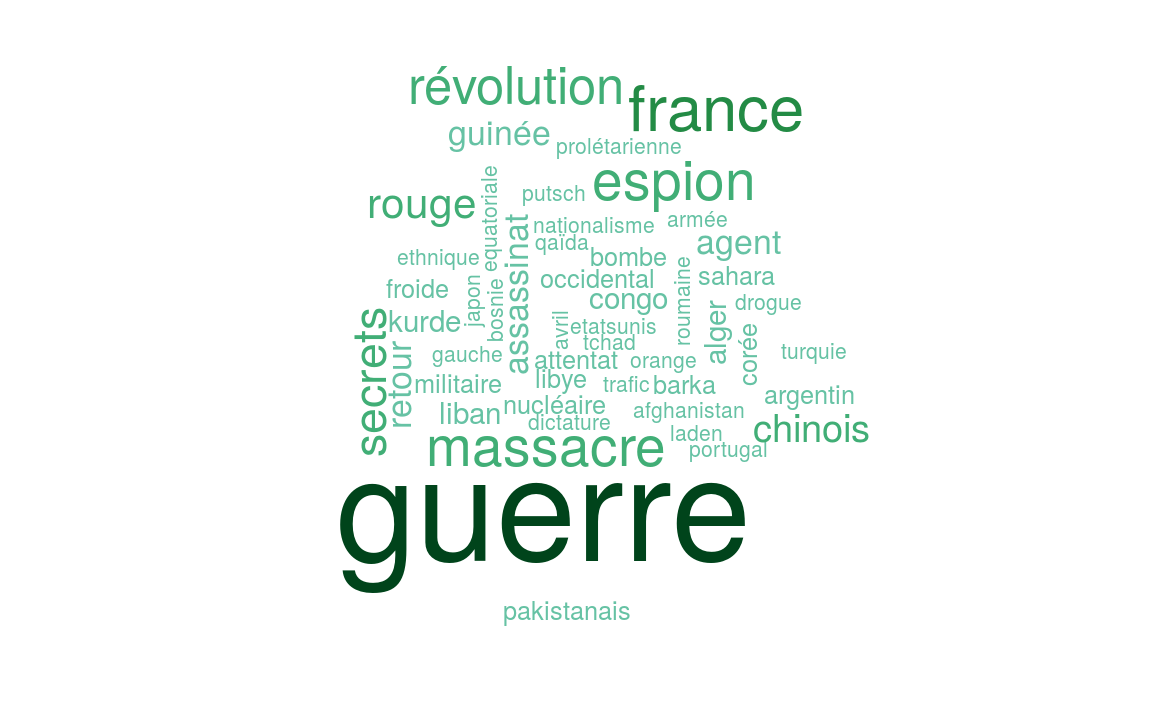 révolution
france
guinée
prolétarienne
espion
rouge
equatoriale
putsch
assassinat
nationalisme
armée
qaïda
agent
ethnique
bombe
occidental
roumaine
sahara
froide
japon
bosnie
congo
drogue
secrets
kurde
avril
etatsunis
alger
corée
tchad
turquie
retour
gauche
attentat
orange
militaire
libye
trafic
barka
argentin
liban
nucléaire
afghanistan
dictature
laden
chinois
massacre
portugal
guerre
pakistanais